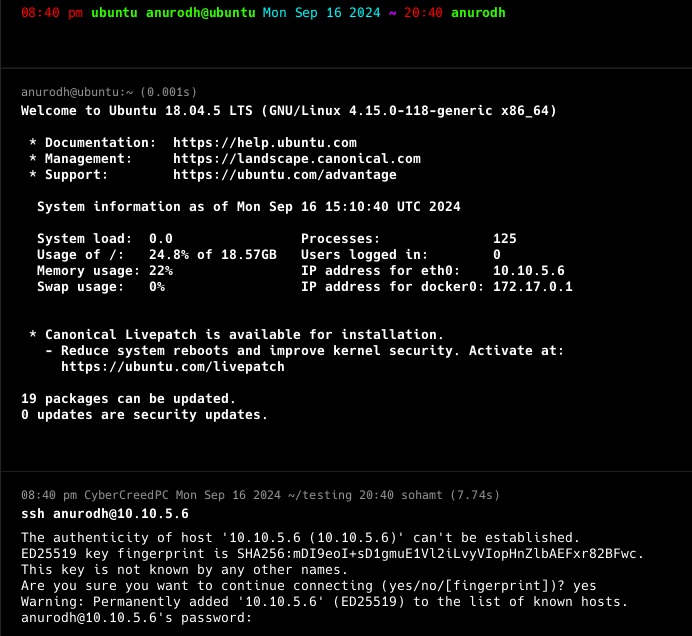 08:40 pm ubuntu anurodh@ubuntu Mon Sep 16 2024 ~ 20:40 anurodh
anurodh@ubuntu:~ (0.001s)
Welcome to Ubuntu 18.04.5 LTS (GNU/Linux 4.15.0-118-generic x86_64)
* Documentation:  https://help.ubuntu.com
* Management:     https://landscape.canonical.com
* Support:        https://ubuntu.com/advantage
System information as of Mon Sep 16 15:10:40 UTC 2024
System load:  0.0                Processes:              125
Usage of /:   24.8% of 18.57GB   Users logged in:        0
Memory usage: 22%                IP address for eth0:    10.10.5.6
Swap usage:   0%                 IP address for docker0: 172.17.0.1
* Canonical Livepatch is available for installation.
- Reduce system reboots and improve kernel security. Activate at:
https://ubuntu.com/livepatch
19 packages can be updated.
0 updates are security updates.
08:40 pm CyberCreedPC Mon Sep 16 2024 ~/testing 20:40 sohamt (7.74s)
ssh anurodh@10.10.5.6
The authenticity of host '10.10.5.6 (10.10.5.6)' can't be established.
ED25519 key fingerprint is SHA256:mDI9eoI+sD1gmuE1Vl2iLvyVIopHnZlbAEFxr82BFwc.
This key is not known by any other names.
Are you sure you want to continue connecting (yes/no/[fingerprint])? yes
Warning: Permanently added '10.10.5.6' (ED25519) to the list of known hosts.
anurodh@10.10.5.6's password: